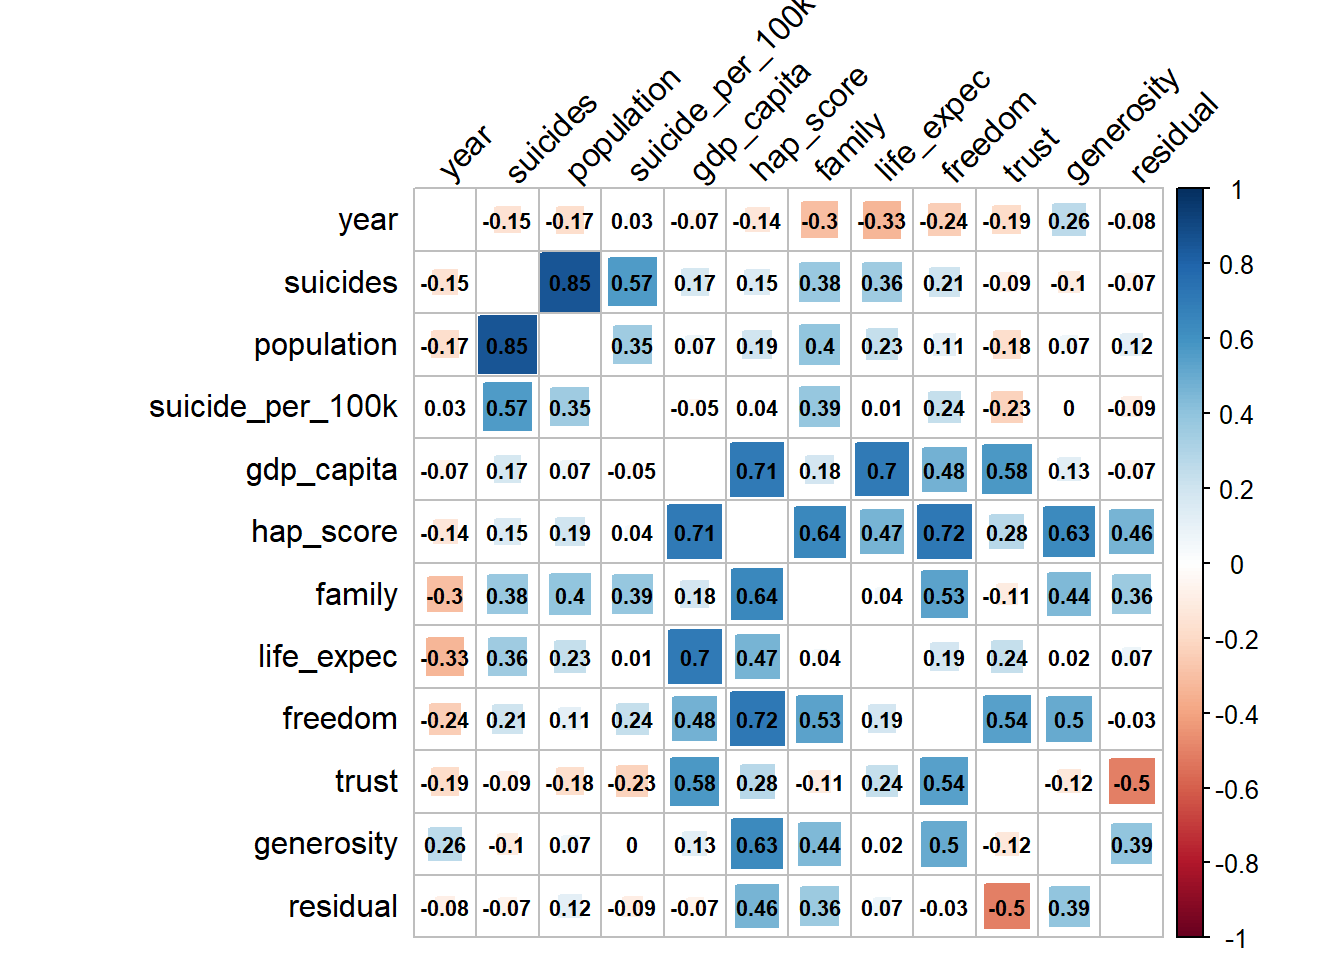 year suicides population suicide_per_100k gdp_capita hap_score family life_expec freedom trust generosity residual
year -0.15 -0.17 0.03 -0.07 -0.14 -0.3 -0.33 -0.24 -0.19 0.26 -0.08
suicides -0.15 0.85 0.57 0.17 0.15 0.38 0.36 0.21 -0.09 -0.1 -0.07
population -0.17 0.85 0.35 0.07 0.19 0.4 0.23 0.11 -0.18 0.07 0.12
suicide_per_100k 0.03 0.57 0.35 -0.05 0.04 0.39 0.01 0.24 -0.23 0 -0.09
gdp_capita -0.07 0.17 0.07 -0.05 0.71 0.18 0.7 0.48 0.58 0.13 -0.07
hap_score -0.14 0.15 0.19 0.04 0.71 0.64 0.47 0.72 0.28 0.63 0.46
family -0.3 0.38 0.4 0.39 0.18 0.64 0.04 0.53 -0.11 0.44 0.36
life_expec -0.33 0.36 0.23 0.01 0.7 0.47 0.04 0.19 0.24 0.02 0.07
freedom -0.24 0.21 0.11 0.24 0.48 0.72 0.53 0.19 0.54 0.5 -0.03
trust -0.19 -0.09 -0.18 -0.23 0.58 0.28 -0.11 0.24 0.54 -0.12 -0.5
generosity 0.26 -0.1 0.07 0 0.13 0.63 0.44 0.02 0.5 -0.12 0.39
residual -0.08 -0.07 0.12 -0.09 -0.07 0.46 0.36 0.07 -0.03 -0.5 0.39
1
0.8
0.6
0.4
0.2
0
-0.2
-0.4
-0.6
-0.8
-1